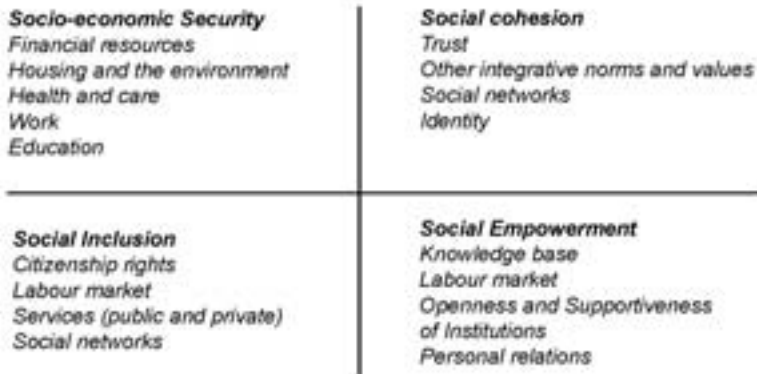 Socio-economic Security
Financial resources
Housing and the environment
Health and care
Work
Education
Social cohesion
Trust
Other integrative norms and values
Social networks
Identity
Social Inclusion
Citizenship rights
Labour market
Services (public and private)
Social networks
Social Empowerment
Knowledge base
Labour market
Openness and Supportiveness
of Institutions
Personal relations